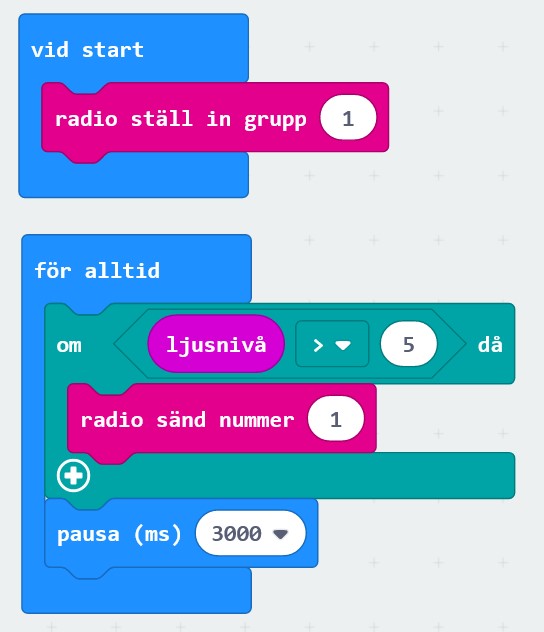 vid start
radio ställ in grupp 1
för alltid
om ljusnivå > 5 då
radio sänd nummer 1
pausa (ms) 3000